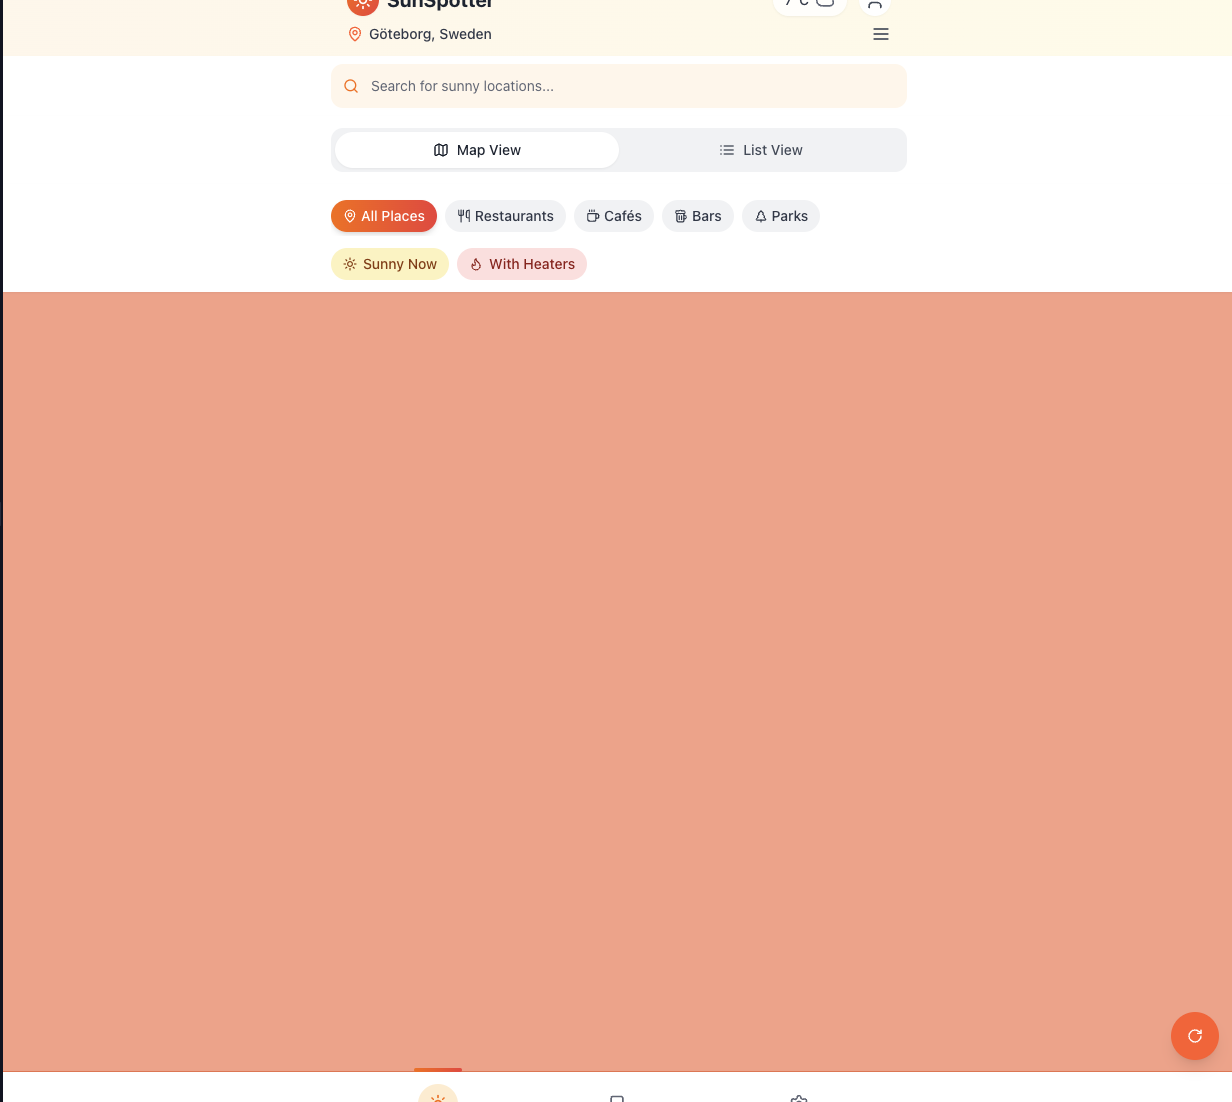 SunSpotter
7°C
Göteborg, Sweden
Search for sunny locations...
Map View
List View
All Places
Restaurants
Cafés
Bars
Parks
Sunny Now
With Heaters